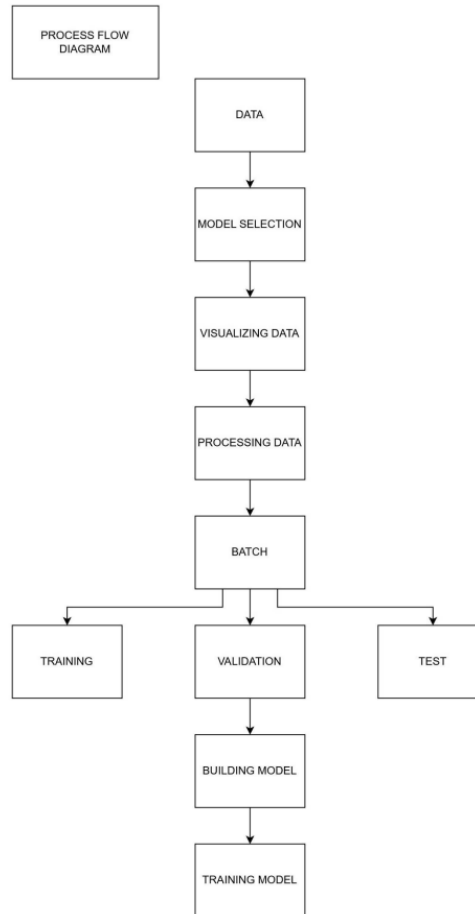 PROCESS FLOW
DIAGRAM
DATA
MODEL SELECTION
VISUALIZING DATA
PROCESSING DATA
BATCH
TRAINING
VALIDATION
TEST
BUILDING MODEL
TRAINING MODEL